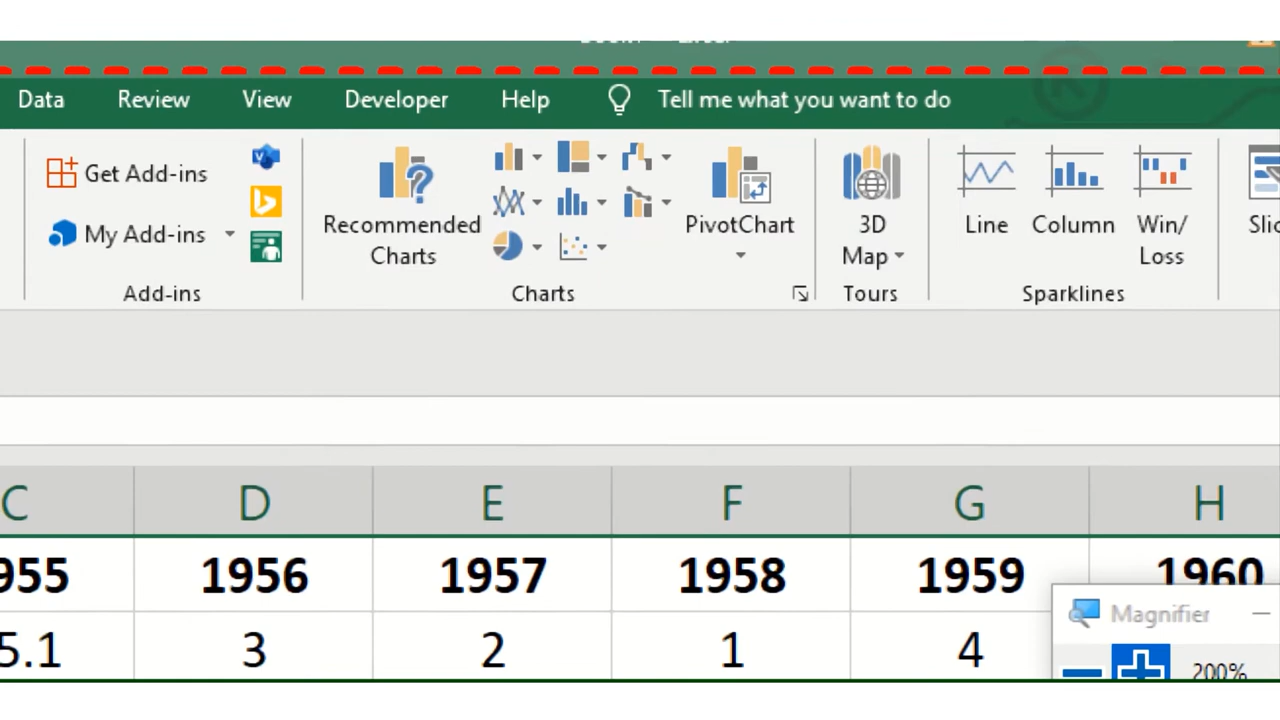 Data Review View Developer Help Tell me what you want to do
Get Add-ins
My Add-ins
Recommended
Charts
PivotChart
3D
Map
Line
Column
Win/
Loss
Add-ins
Charts
Tours
Sparklines
C D E F G H
955 1956 1957 1958 1959 1960
5.1 3 2 1 4
Magnifier
200%